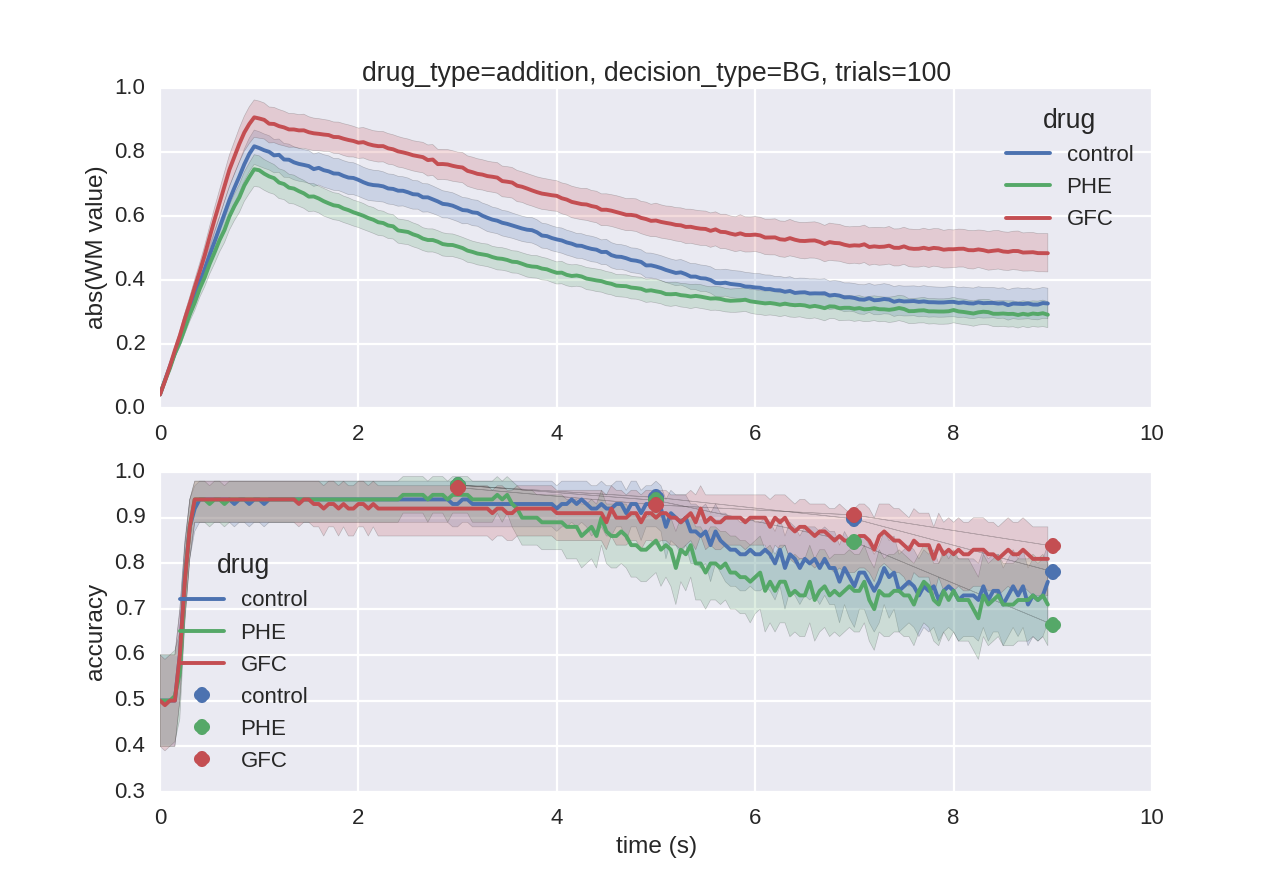 drug_type=addition, decision_type=BG, trials=100
1.0
0.8
0.6
0.4
0.2
0.0
abs(WM value)
drug
control
PHE
GFC
0 2 4 6 8 10
1.0
0.9
0.8
0.7
0.6
0.5
0.4
0.3
accuracy
drug
control
PHE
GFC
control
PHE
GFC
0 2 4 6 8 10
time (s)